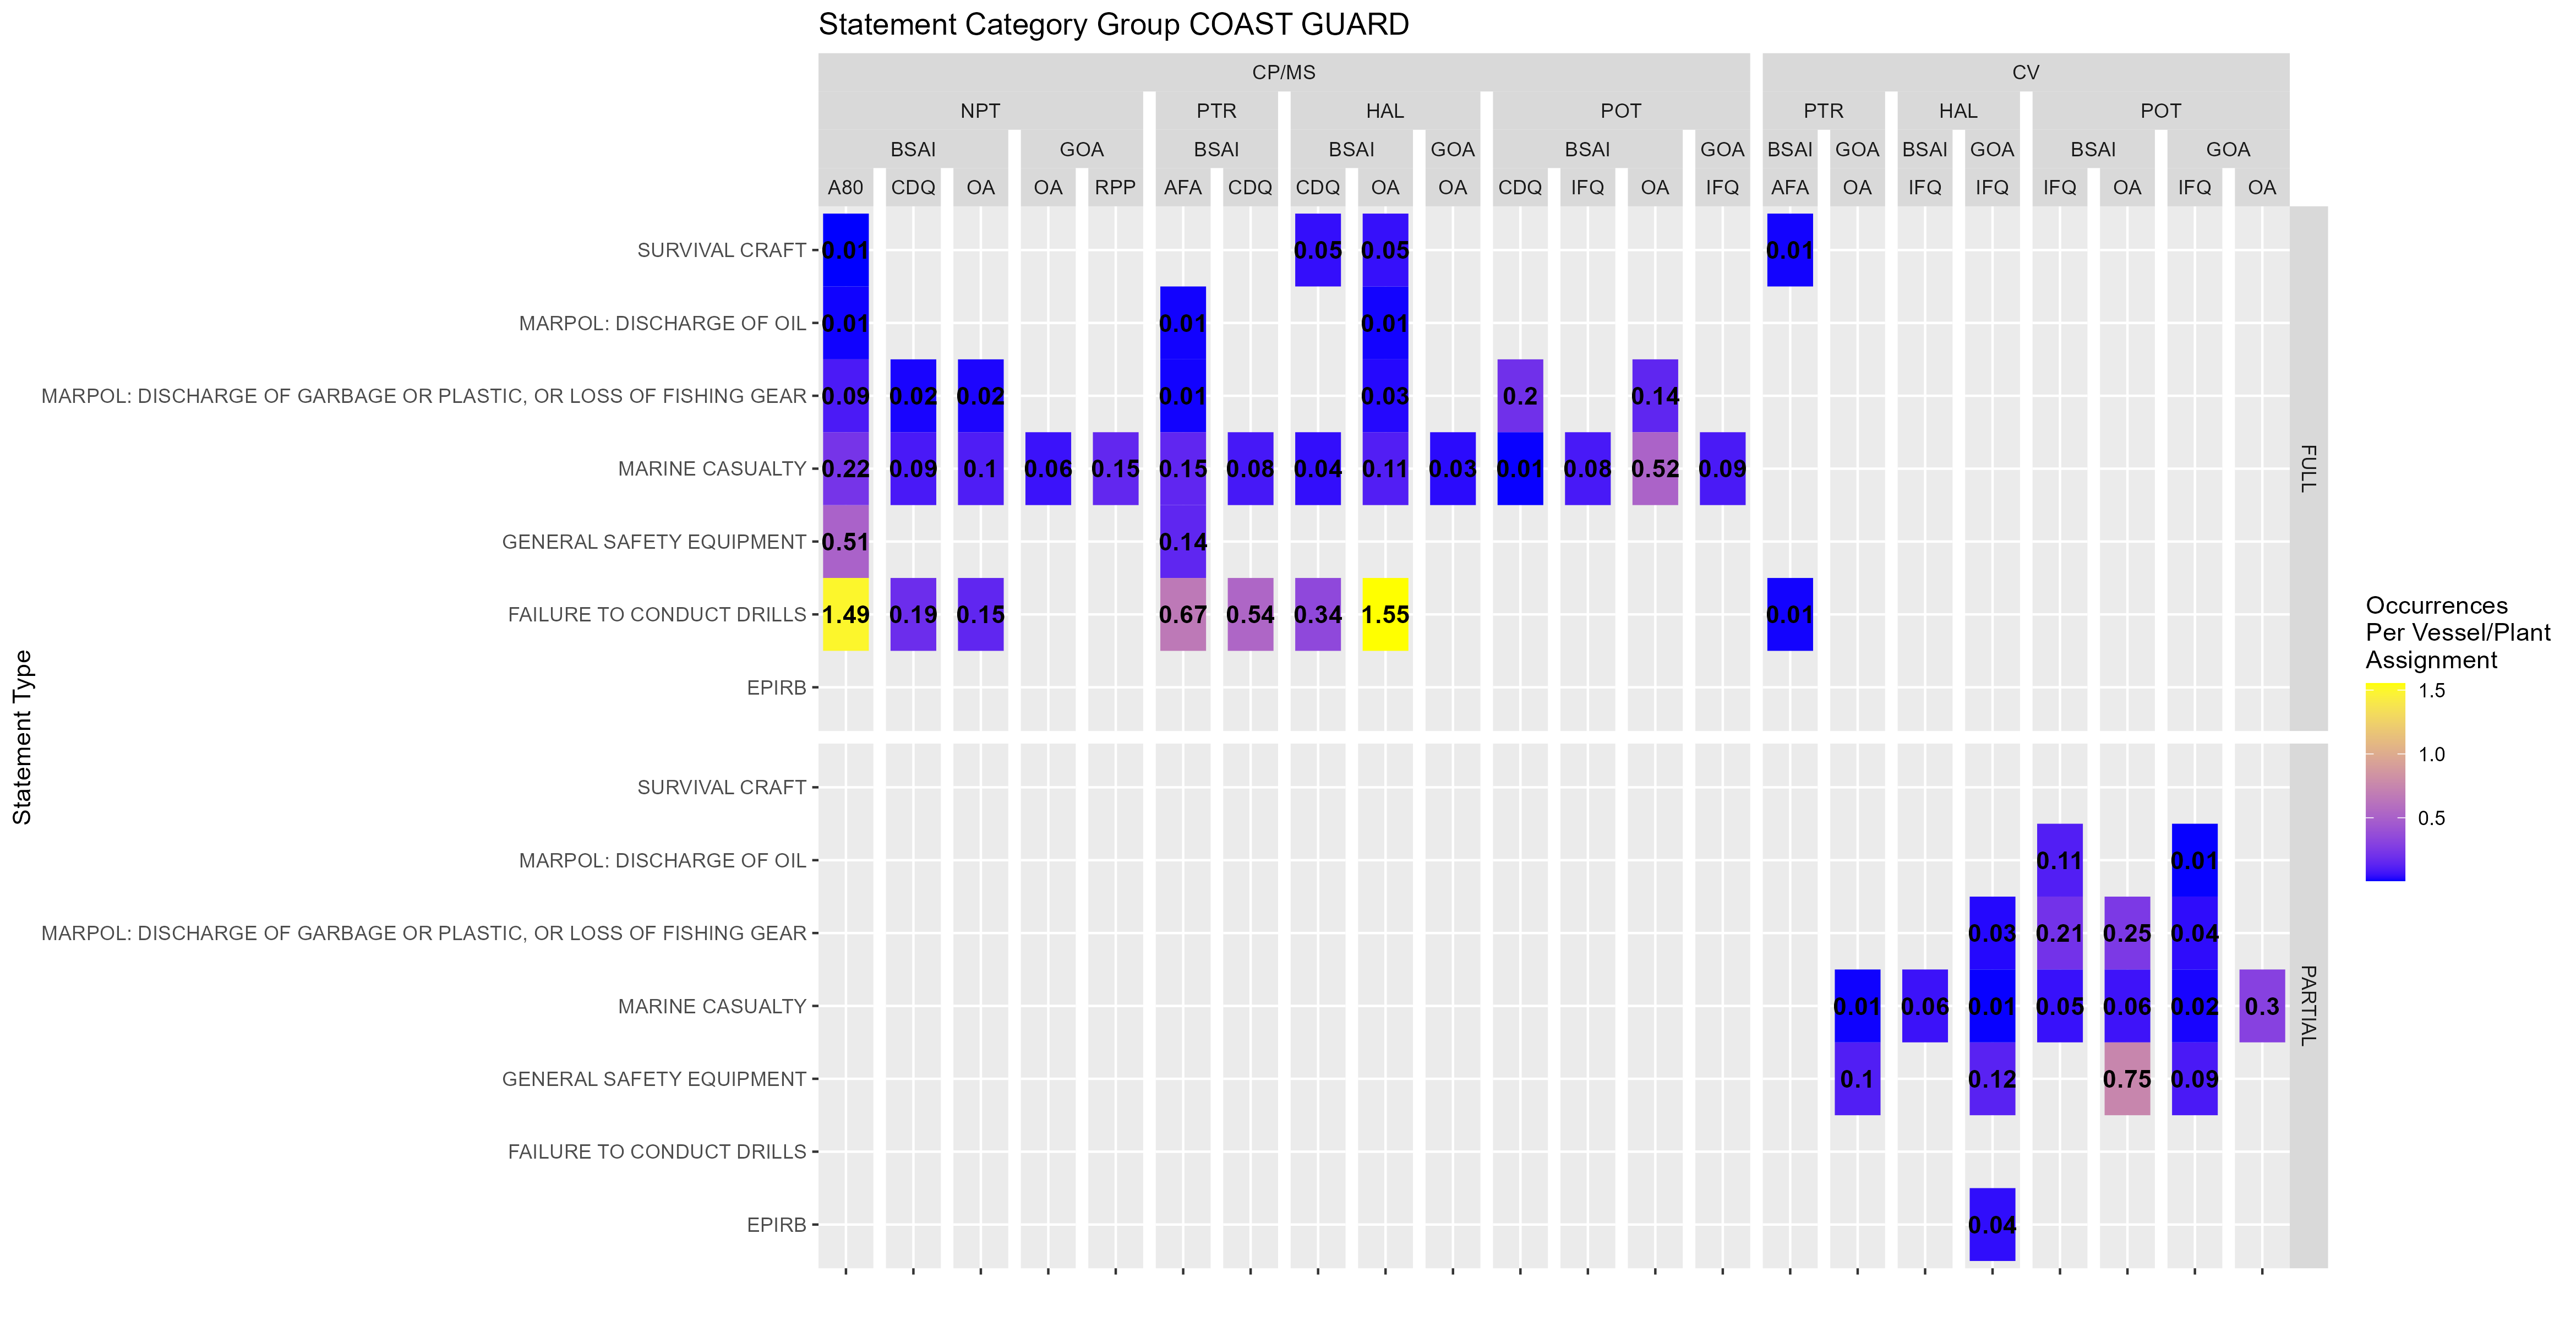 Statement Category Group COAST GUARD
CP/MS CV
NPT PTR HAL POT PTR HAL POT
BSAI GOA BSAI BSAI GOA BSAI GOA BSAI GOA BSAI GOA BSAI GOA
A80 CDQ OA OA RPP AFA CDQ CDQ OA OA CDQ IFQ OA IFQ AFA OA IFQ IFQ IFQ OA IFQ OA
SURVIVAL CRAFT 0.01 0.05 0.05 0.01
MARPOL: DISCHARGE OF OIL 0.01 0.01 0.01
MARPOL: DISCHARGE OF GARBAGE OR PLASTIC, OR LOSS OF FISHING GEAR 0.09 0.02 0.02 0.01 0.03 0.2 0.14
MARINE CASUALTY 0.22 0.09 0.1 0.06 0.15 0.15 0.08 0.04 0.11 0.03 0.01 0.08 0.52 0.09
GENERAL SAFETY EQUIPMENT 0.51 0.14
FAILURE TO CONDUCT DRILLS 1.49 0.19 0.15 0.67 0.54 0.34 1.55 0.01
EPIRB
FULL
SURVIVAL CRAFT
MARPOL: DISCHARGE OF OIL 0.11 0.01
MARPOL: DISCHARGE OF GARBAGE OR PLASTIC, OR LOSS OF FISHING GEAR 0.03 0.21 0.25 0.04
MARINE CASUALTY 0.01 0.06 0.01 0.05 0.06 0.02 0.3
GENERAL SAFETY EQUIPMENT 0.1 0.12 0.75 0.09
FAILURE TO CONDUCT DRILLS
EPIRB 0.04
PARTIAL
Statement Type
Occurrences
Per Vessel/Plant
Assignment
1.5
1.0
0.5